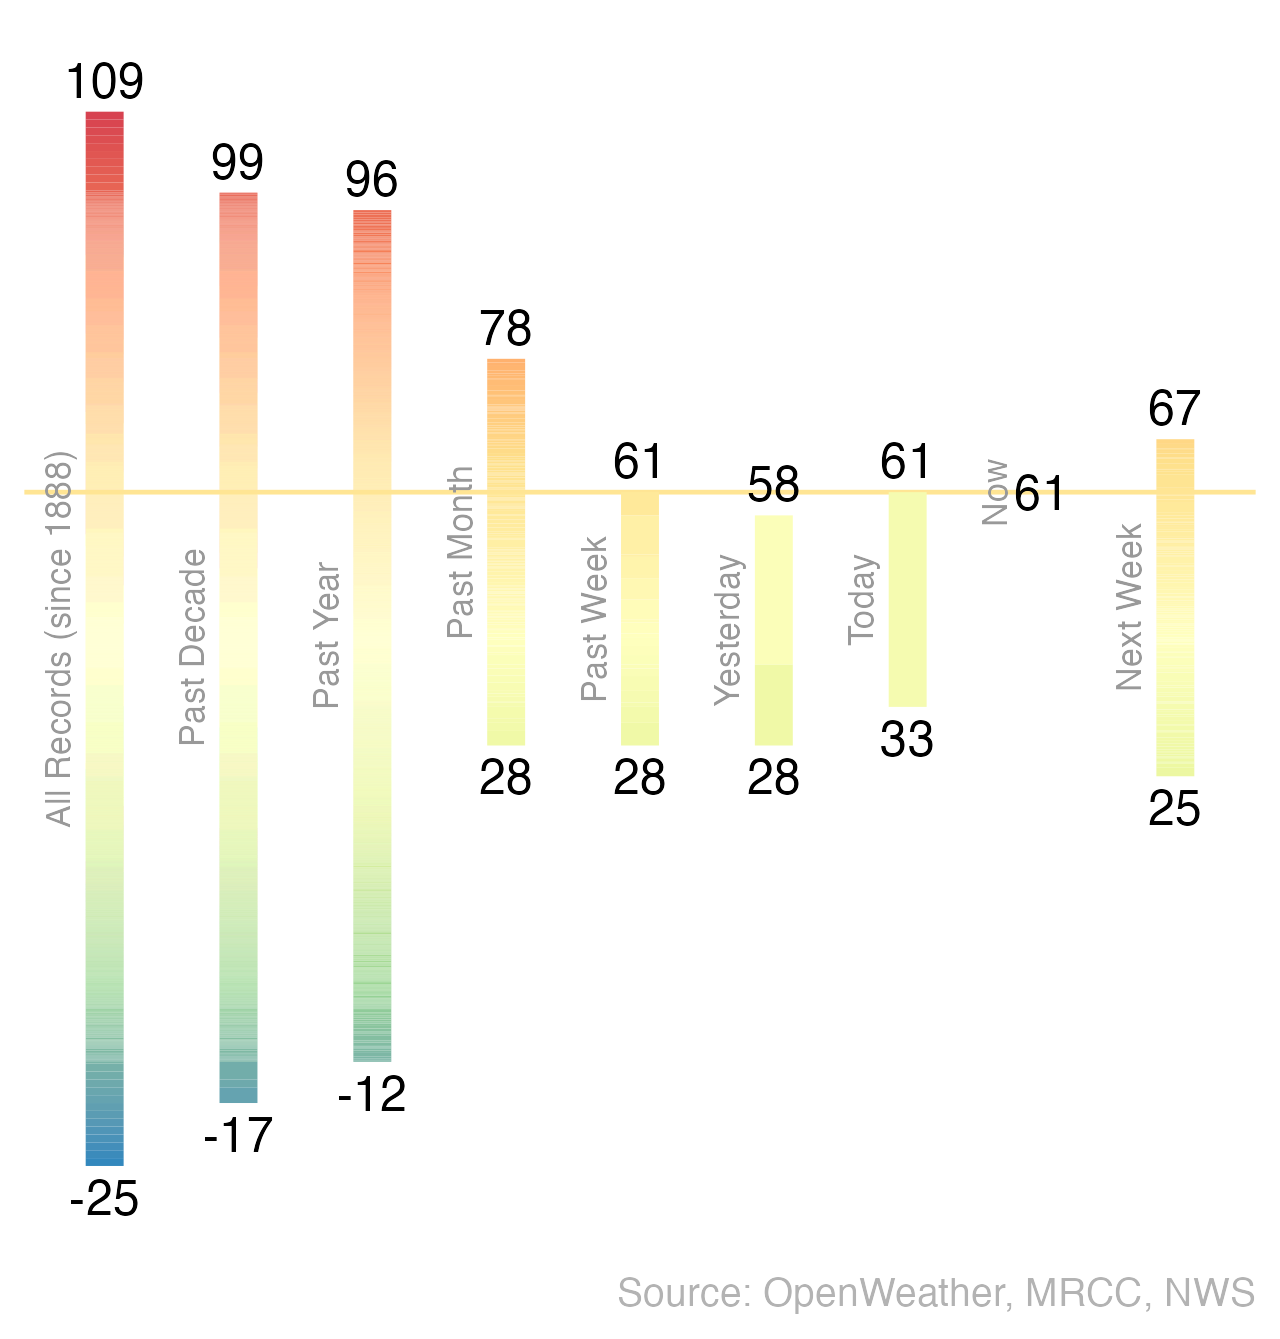 109
99
96
78
61
58
61
61
67
All Records (since 1888)
Past Decade
Past Year
Past Month
Past Week
Yesterday
Today
Now
Next Week
-25
-17
-12
28
28
28
33
25
Source: OpenWeather, MRCC, NWS